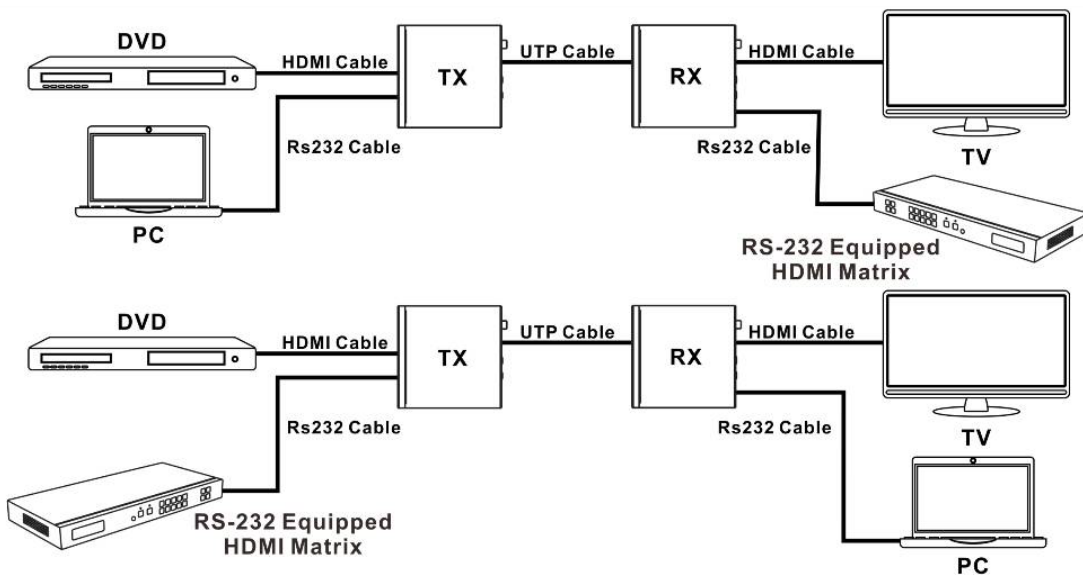 DVD
HDMI Cable
TX
UTP Cable
RX
HDMI Cable
Rs232 Cable
PC
Rs232 Cable
TV
RS-232 Equipped
HDMI Matrix
DVD
HDMI Cable
TX
UTP Cable
RX
HDMI Cable
Rs232 Cable
RS-232 Equipped
HDMI Matrix
Rs232 Cable
TV
PC